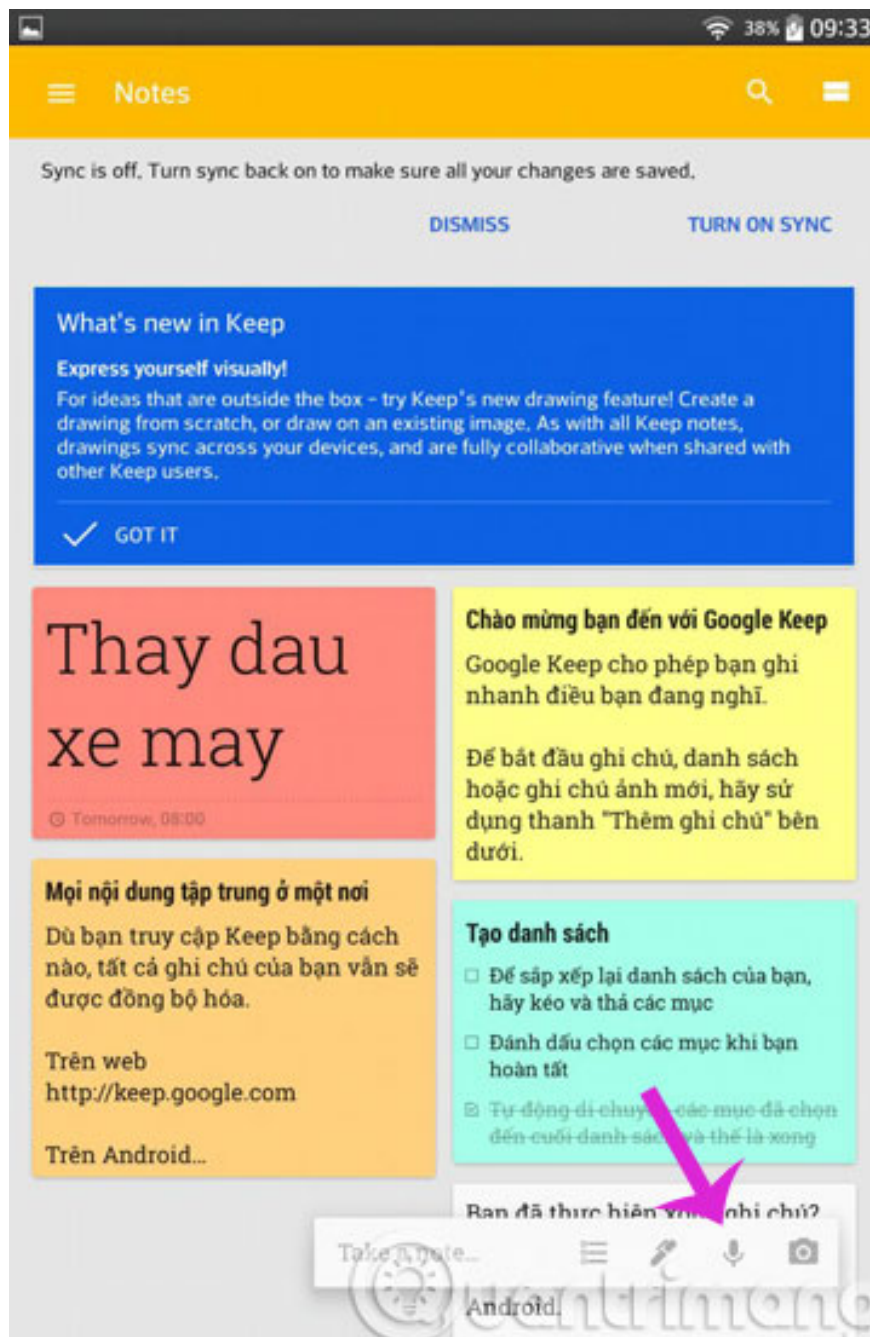 38% 09:33
Notes
Sync is off. Turn sync back on to make sure all your changes are saved.
DISMISS TURN ON SYNC
What's new in Keep
Express yourself visually!
For ideas that are outside the box - try Keep's new drawing feature! Create a
drawing from scratch, or draw on an existing image. As with all Keep notes,
drawings sync across your devices, and are fully collaborative when shared with
other Keep users.
GOT IT
Thay dau
xe may
Tomorrow, 08:00
Chào mừng bạn đến với Google Keep
Google Keep cho phép bạn ghi
nhanh điều bạn đang nghĩ.
Để bắt đầu ghi chú, danh sách
hoặc ghi chú ảnh mới, hãy sử
dụng thanh "Thêm ghi chú" bên
dưới.
Mọi nội dung tập trung ở một nơi
Dù bạn truy cập Keep bằng cách
nào, tất cả ghi chú của bạn vẫn sẽ
được đồng bộ hóa.
Trên web
http://keep.google.com
Trên Android...
Tạo danh sách
Để sắp xếp lại danh sách của bạn,
hãy kéo và thả các mục
Đánh dấu chọn các mục khi bạn
hoàn tất
Tự động di chuyển các mục đã chọn
đến cuối danh sách và thế là xong
Bạn đã thực hiện xong ghi chú?
Take a note...
Android.
Quantrimang